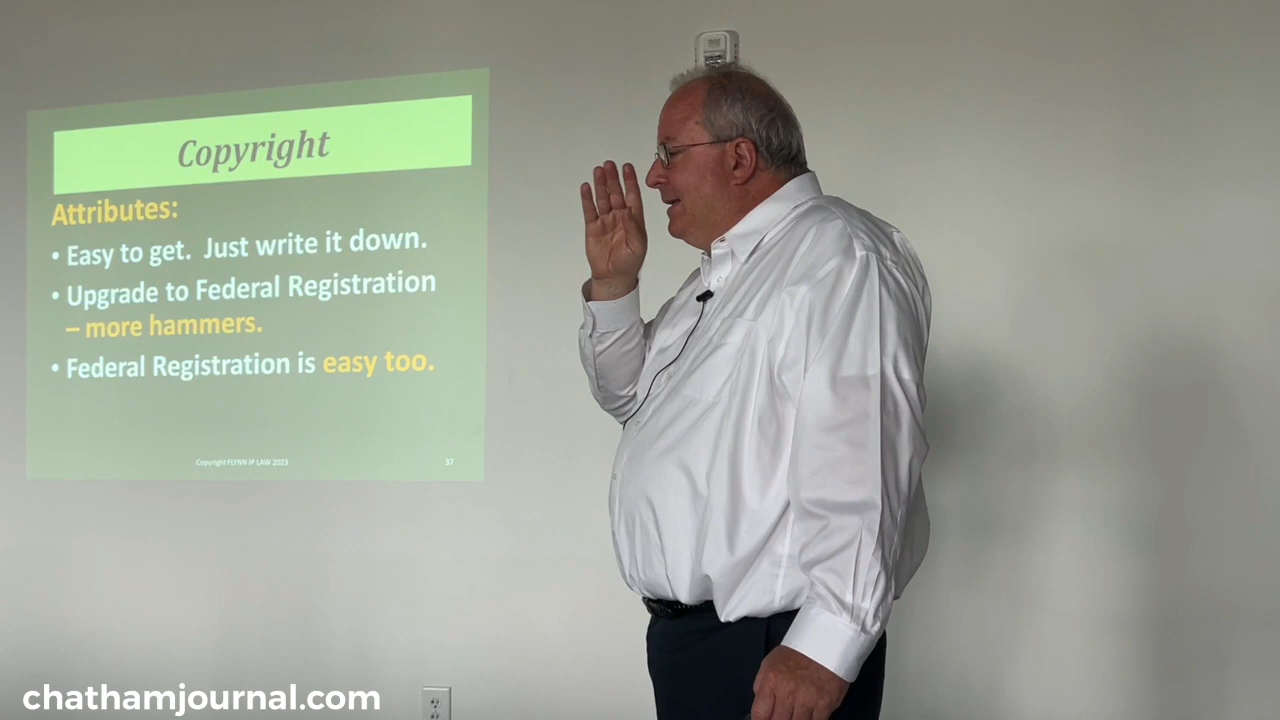 Copyright
Attributes:
• Easy to get. Just write it down.
• Upgrade to Federal Registration
– more hammers.
• Federal Registration is easy too.
Copyright FLYNN IP LAW 2023
37
chathamjournal.com